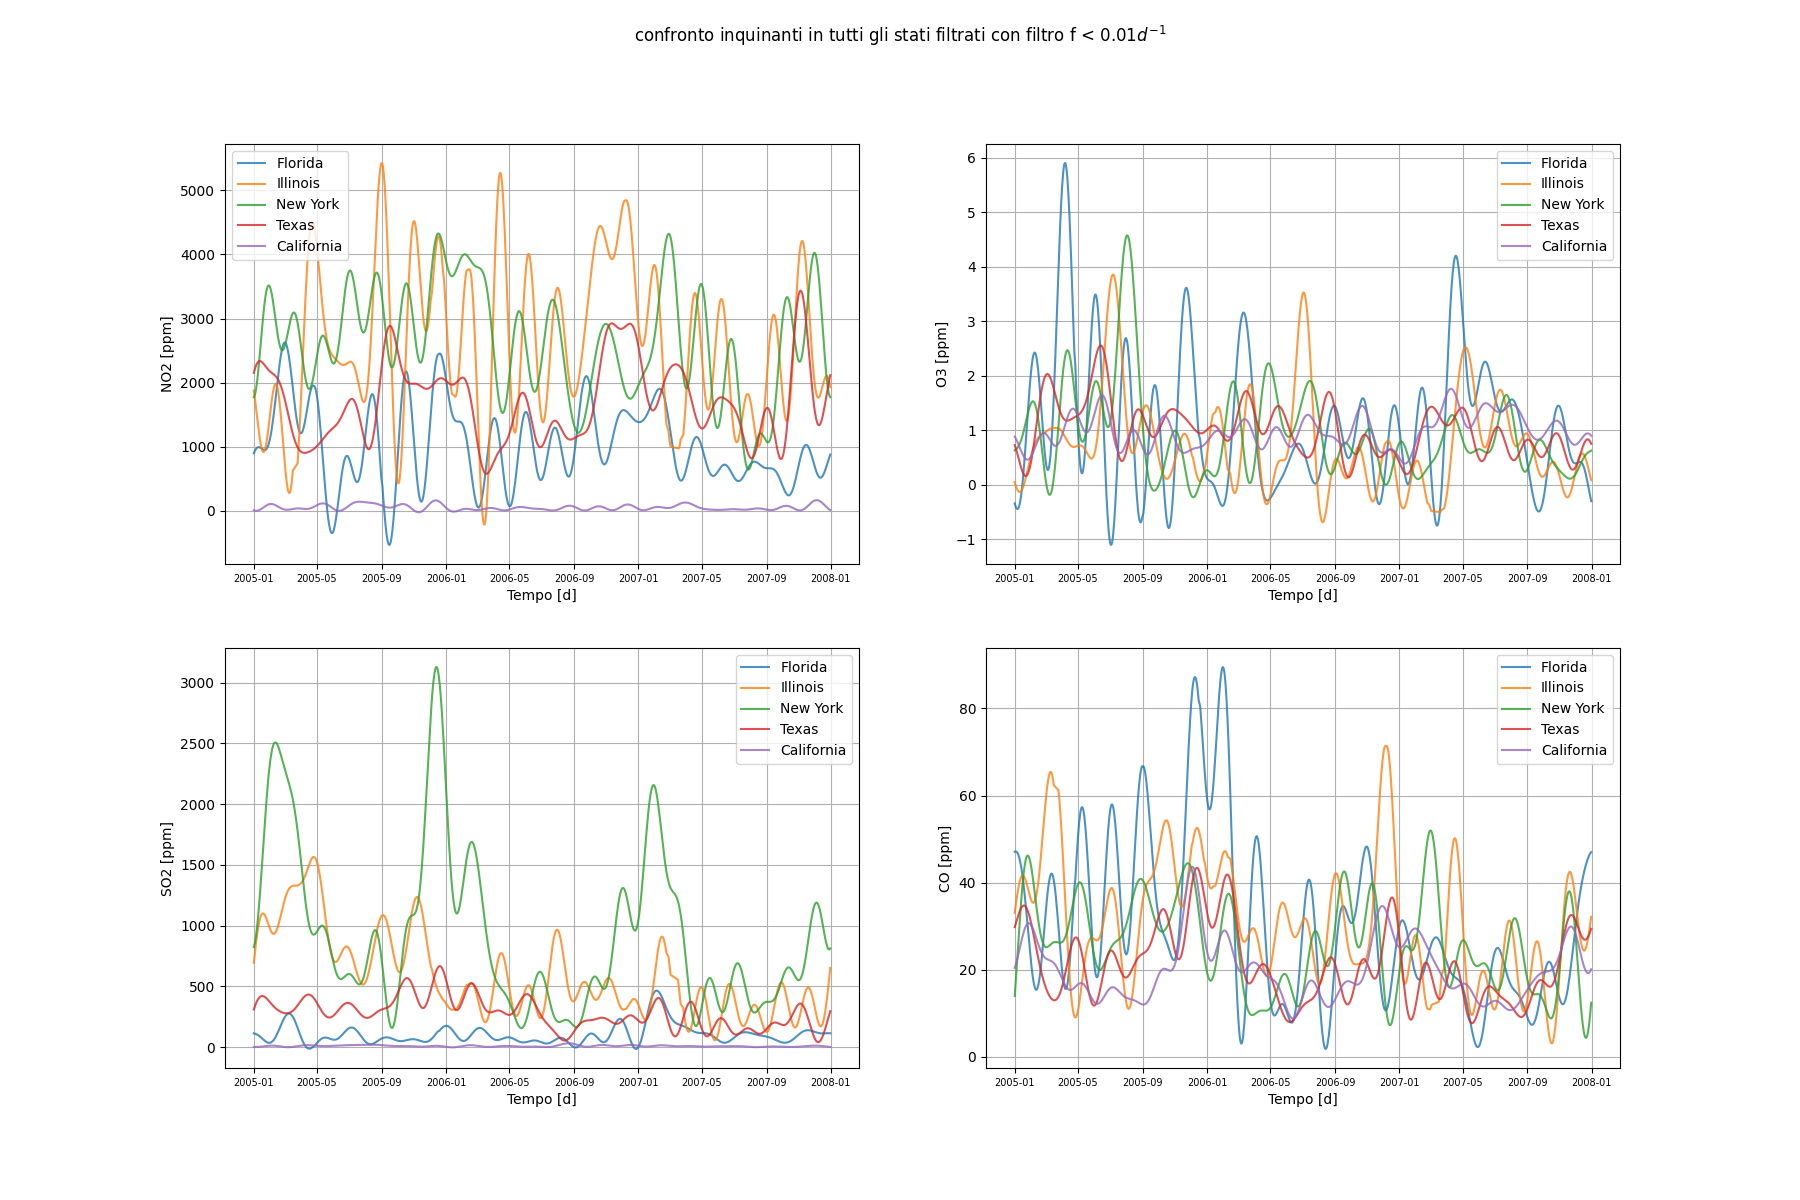 confronto inquinanti in tutti gli stati filtrati con filtro f < 0.01d⁻¹
NO2 [ppm]
5000
4000
3000
2000
1000
0
Florida
Illinois
New York
Texas
California
2005-01 2005-05 2005-09 2006-01 2006-05 2006-09 2007-01 2007-05 2007-09 2008-01
Tempo [d]
O3 [ppm]
6
5
4
3
2
1
0
−1
Florida
Illinois
New York
Texas
California
2005-01 2005-05 2005-09 2006-01 2006-05 2006-09 2007-01 2007-05 2007-09 2008-01
Tempo [d]
SO2 [ppm]
3000
2500
2000
1500
1000
500
0
Florida
Illinois
New York
Texas
California
2005-01 2005-05 2005-09 2006-01 2006-05 2006-09 2007-01 2007-05 2007-09 2008-01
Tempo [d]
CO [ppm]
80
60
40
20
0
Florida
Illinois
New York
Texas
California
2005-01 2005-05 2005-09 2006-01 2006-05 2006-09 2007-01 2007-05 2007-09 2008-01
Tempo [d]